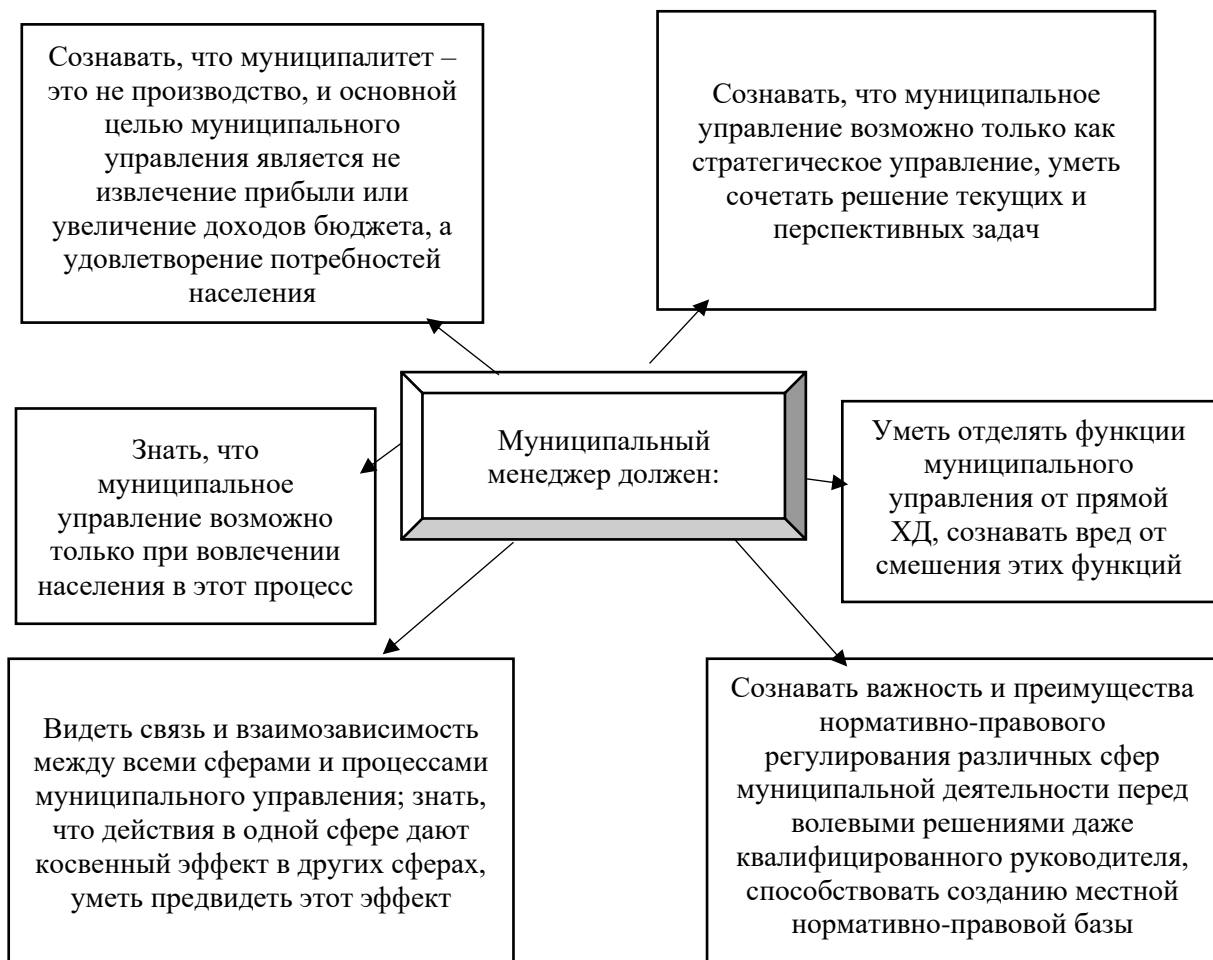 Сознавать, что муниципалитет –
это не производство, и основной
целью муниципального
управления является не
извлечение прибыли или
увеличение доходов бюджета, а
удовлетворение потребностей
населения
Сознавать, что муниципальное
управление возможно только как
стратегическое управление, уметь
сочетать решение текущих и
перспективных задач
Знать, что
муниципальное
управление возможно
только при вовлечении
населения в этот процесс
Муниципальный
менеджер должен:
Уметь отделять функции
муниципального
управления от прямой
ХД, сознавать вред от
смешения этих функций
Видеть связь и взаимозависимость
между всеми сферами и процессами
муниципального управления; знать,
что действия в одной сфере дают
косвенный эффект в других сферах,
уметь предвидеть этот эффект
Сознавать важность и преимущества
нормативно-правового
регулирования различных сфер
муниципальной деятельности перед
волевыми решениями даже
квалифицированного руководителя,
способствовать созданию местной
нормативно-правовой базы